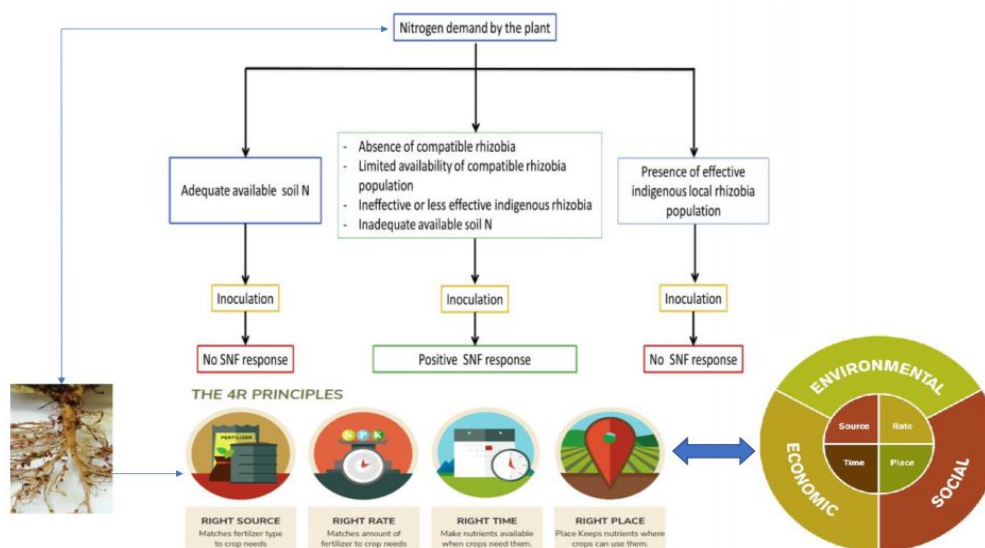 Nitrogen demand by the plant
Adequate available soil N
- Absence of compatible rhizobia
- Limited availability of compatible rhizobia
population
- Ineffective or less effective indigenous rhizobia
- Inadequate available soil N
Presence of effective
indigenous local rhizobia
population
Inoculation
Inoculation
Inoculation
No SNF response
Positive SNF response
No SNF response
THE 4R PRINCIPLES
FERTILIZER
N P K
RIGHT SOURCE
Matches fertilizer type
to crop needs
RIGHT RATE
Matches amount of
fertilizer to crop needs
RIGHT TIME
Make nutrients available
when crops need them.
RIGHT PLACE
Place Keeps nutrients where
crops can use them.
ENVIRONMENTAL
ECONOMIC
SOCIAL
Source
Rate
Time
Place